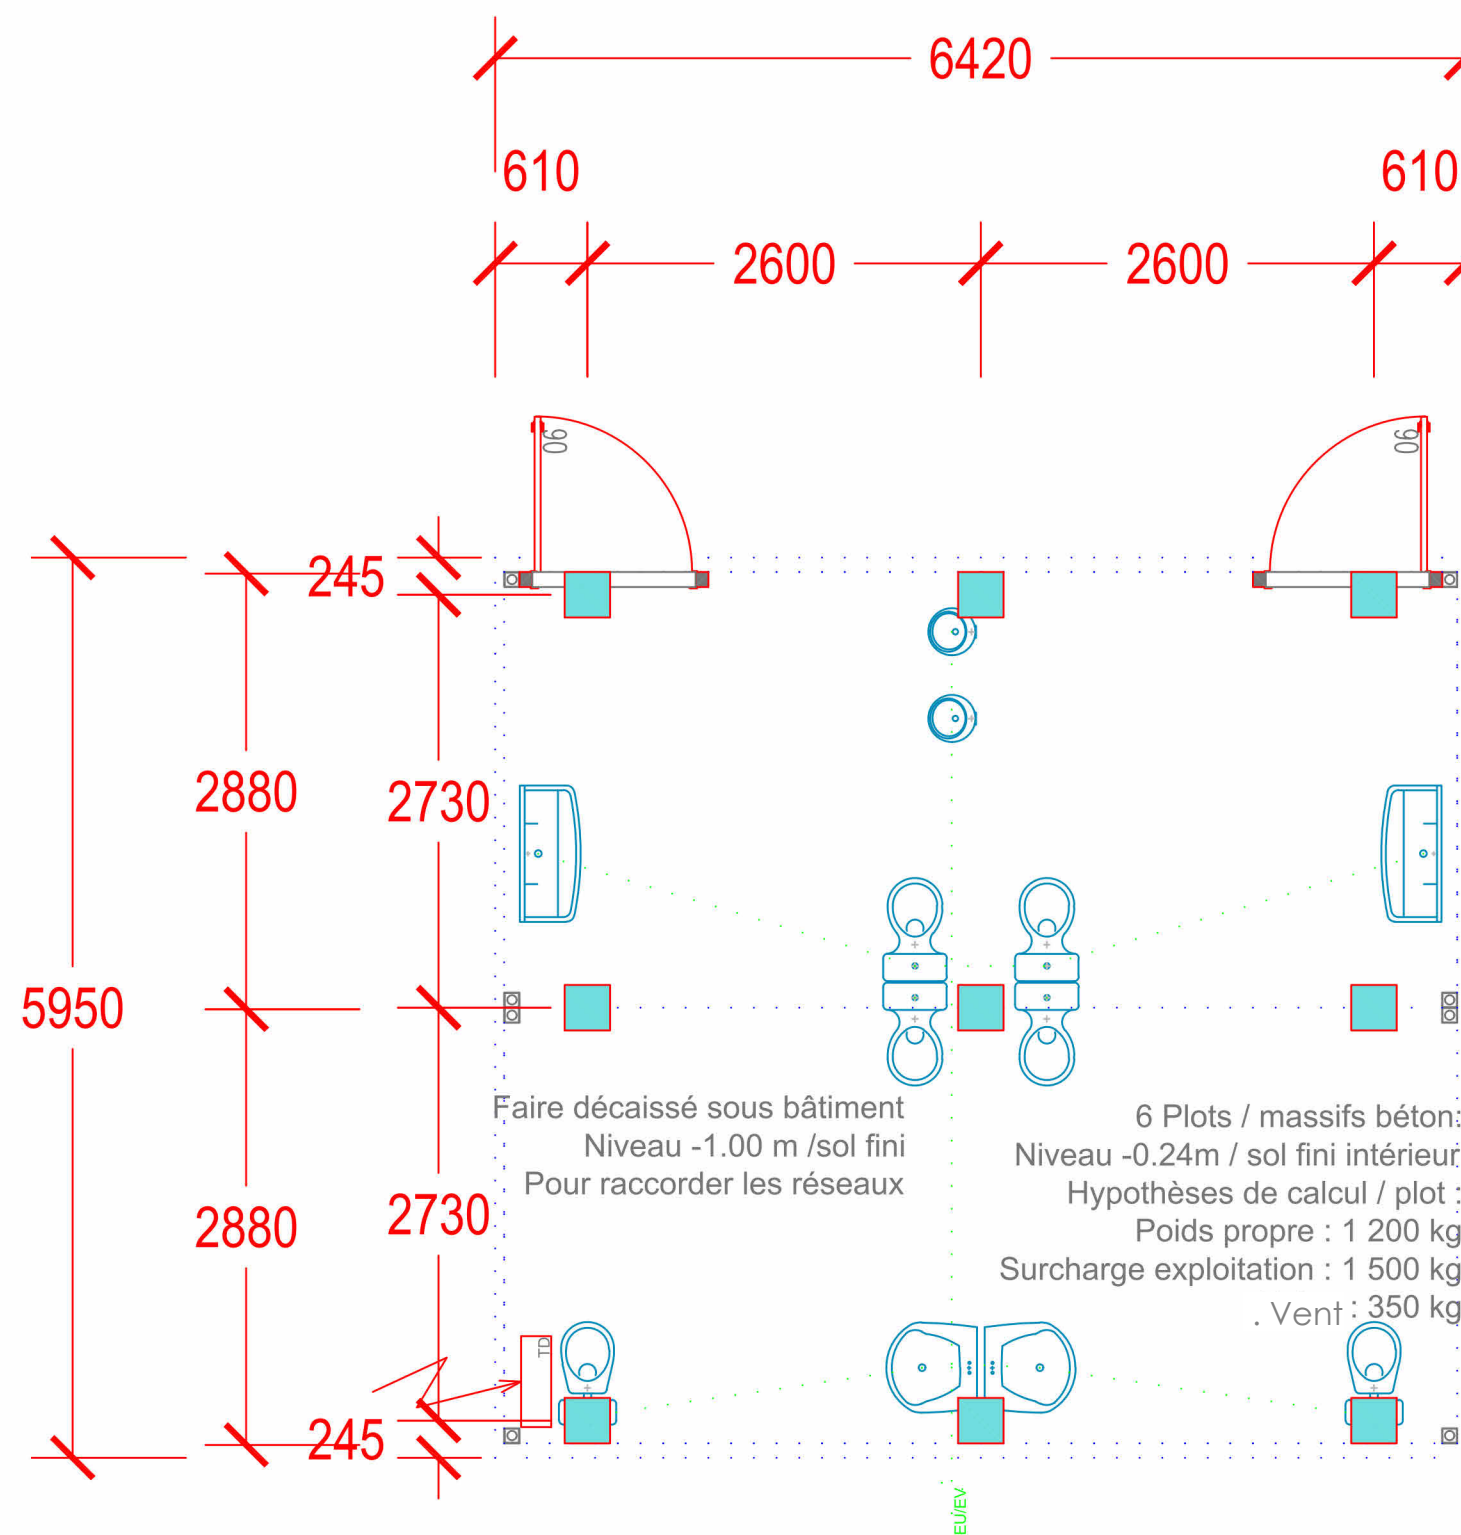 6420
610
610
2600
2600
90
90
245
2880
2730
5950
Faire décaissé sous bâtiment
Niveau -1.00 m /sol fini
Pour raccorder les réseaux
6 Plots / massifs béton:
Niveau -0.24m / sol fini intérieur
Hypothèses de calcul / plot :
Poids propre : 1 200 kg
Surcharge exploitation : 1 500 kg
. Vent : 350 kg
2880
2730
TD
245
EU/EV